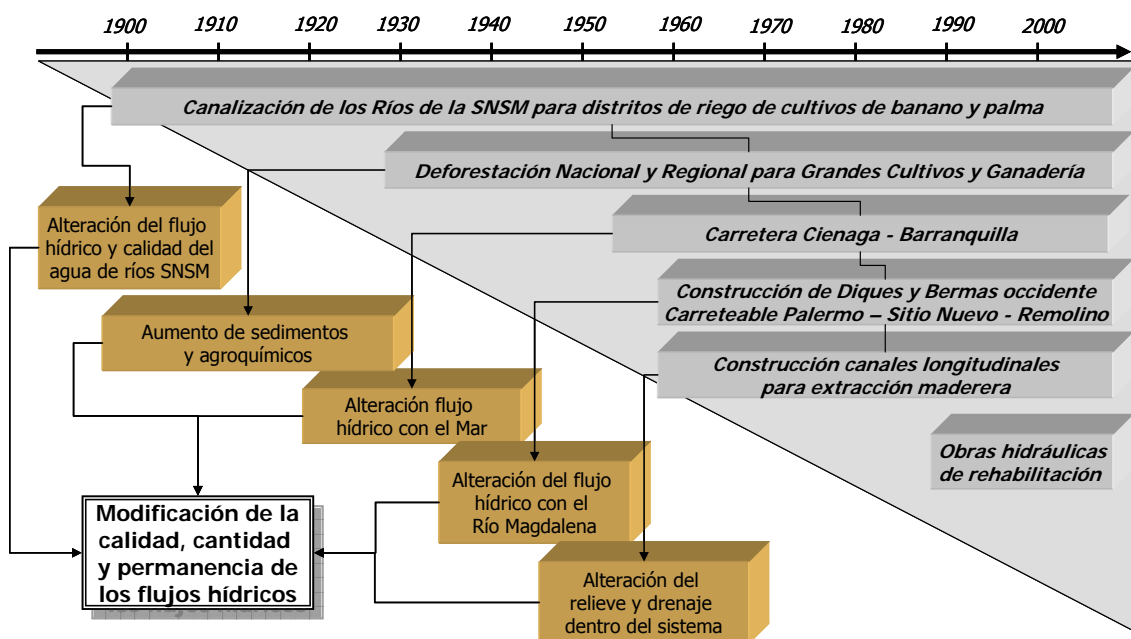 1900 1910 1920 1930 1940 1950 1960 1970 1980 1990 2000
Canalización de los Ríos de la SNSM para distritos de riego de cultivos de banano y palma
Deforestación Nacional y Regional para Grandes Cultivos y Ganadería
Carretera Cienaga - Barranquilla
Construcción de Diques y Bermas occidente
Carreteable Palermo – Sitio Nuevo - Remolino
Construcción canales longitudinales
para extracción maderera
Obras hidráulicas
de rehabilitación
Alteración del flujo
hídrico y calidad del
agua de ríos SNSM
Aumento de sedimentos
y agroquímicos
Alteración flujo
hídrico con el Mar
Alteración del flujo
hídrico con el
Río Magdalena
Alteración del
relieve y drenaje
dentro del sistema
Modificación de la
calidad, cantidad
y permanencia de
los flujos hídricos